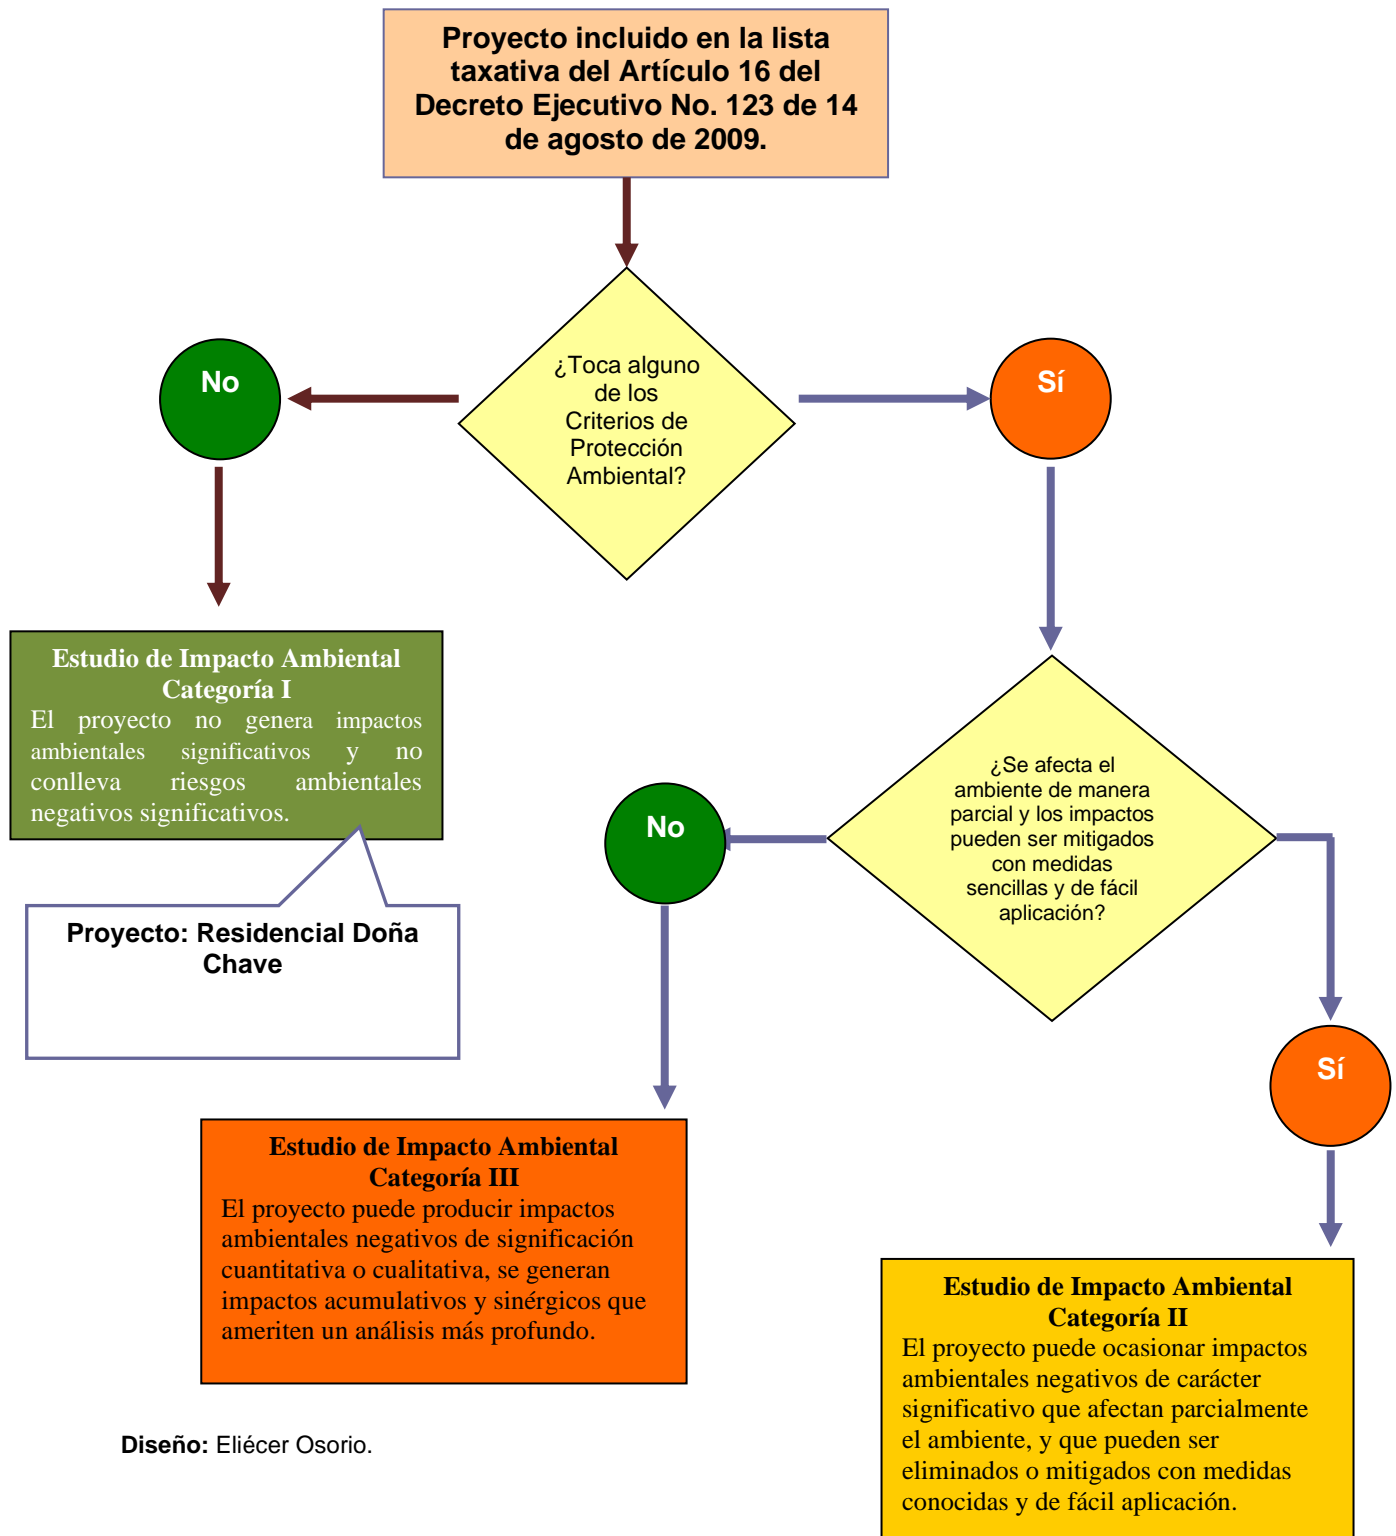 Proyecto incluido en la lista
taxativa del Artículo 16 del
Decreto Ejecutivo No. 123 de 14
de agosto de 2009.
¿Toca alguno
de los
Criterios de
Protección
Ambiental?
No
Sí
Estudio de Impacto Ambiental
Categoría I
El proyecto no genera impactos
ambientales significativos y no
conlleva riesgos ambientales
negativos significativos.
Proyecto: Residencial Doña
Chave
¿Se afecta el
ambiente de manera
parcial y los impactos
pueden ser mitigados
con medidas
sencillas y de fácil
aplicación?
No
Sí
Estudio de Impacto Ambiental
Categoría III
El proyecto puede producir impactos
ambientales negativos de significación
cuantitativa o cualitativa, se generan
impactos acumulativos y sinérgicos que
ameriten un análisis más profundo.
Estudio de Impacto Ambiental
Categoría II
El proyecto puede ocasionar impactos
ambientales negativos de carácter
significativo que afectan parcialmente
el ambiente, y que pueden ser
eliminados o mitigados con medidas
conocidas y de fácil aplicación.
Diseño: Eliécer Osorio.